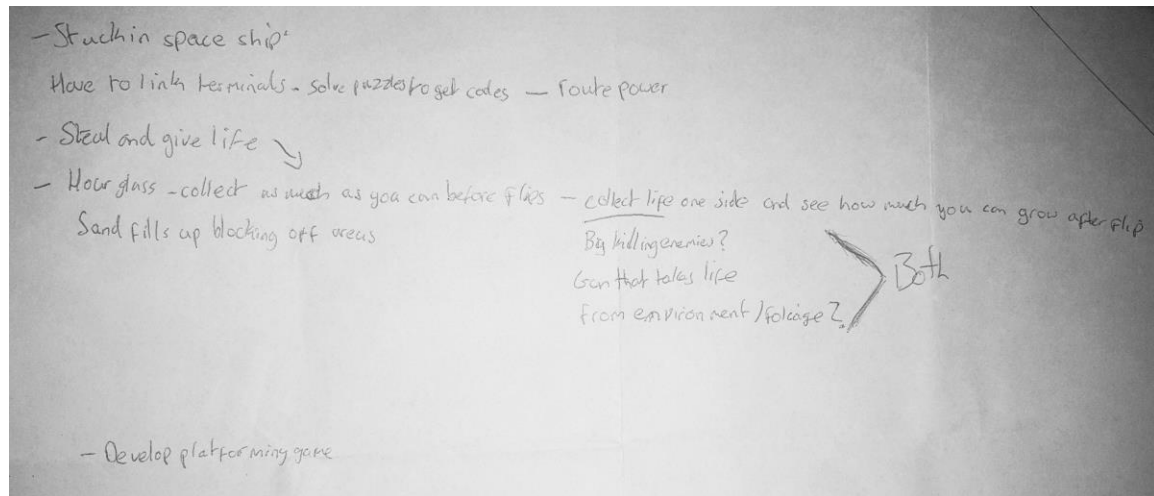 - Stuck in space ship
Have to link terminals - solve puzzles to get codes - route power
- Steal and give life
- Hour glass - collect as much as you can before flips - collect life one side and see how much you can grow after flip
Sand fills up blocking off areas
By killing enemies?
Gun that takes life
from environment / foliage?
Both
- Develop platforming game